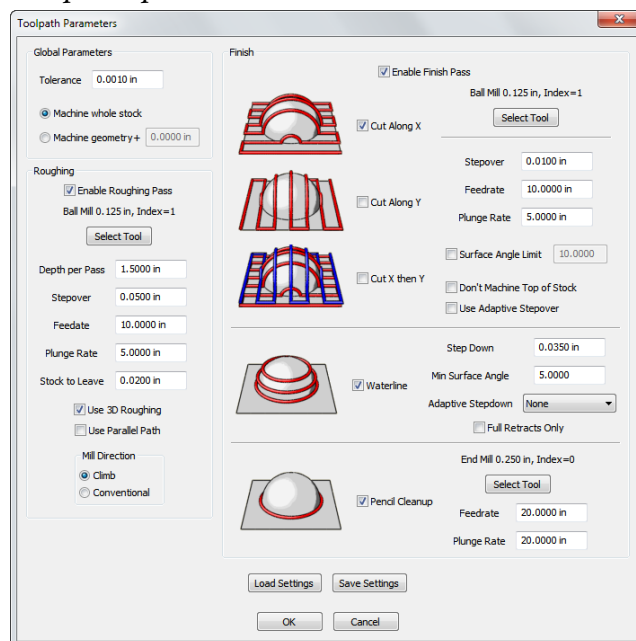 Toolpath Parameters
Global Parameters
Tolerance 0.0010 in
Machine whole stock
Machine geometry+ 0.0000 in
Roughing
Enable Roughing Pass
Ball Mill 0.125 in, Index=1
Select Tool
Depth per Pass 1.5000 in
Stepover 0.0500 in
Feedate 10.0000 in
Plunge Rate 5.0000 in
Stock to Leave 0.0200 in
Use 3D Roughing
Use Parallel Path
Mill Direction
Climb
Conventional
Finish
Enable Finish Pass
Ball Mill 0.125 in, Index=1
Cut Along X
Select Tool
Stepover 0.0100 in
Feedrate 10.0000 in
Cut Along Y
Plunge Rate 5.0000 in
Surface Angle Limit 10.0000
Cut X then Y
Don't Machine Top of Stock
Use Adaptive Stepover
Step Down 0.0350 in
Waterline
Min Surface Angle 5.0000
Adaptive Stepdown None
Full Retracts Only
End Mill 0.250 in, Index=0
Select Tool
Pencil Cleanup
Feedrate 20.0000 in
Plunge Rate 20.0000 in
Load Settings Save Settings
OK Cancel